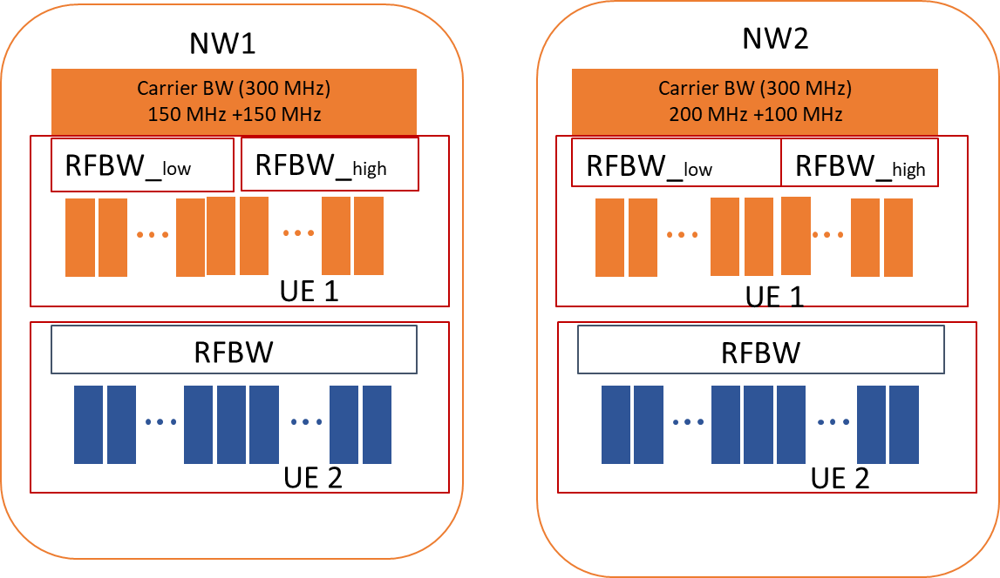 NW1
Carrier BW (300 MHz)
150 MHz +150 MHz
RFBW_low
RFBW_high
UE 1
RFBW
UE 2
NW2
Carrier BW (300 MHz)
200 MHz +100 MHz
RFBW_low
RFBW_high
UE 1
RFBW
UE 2